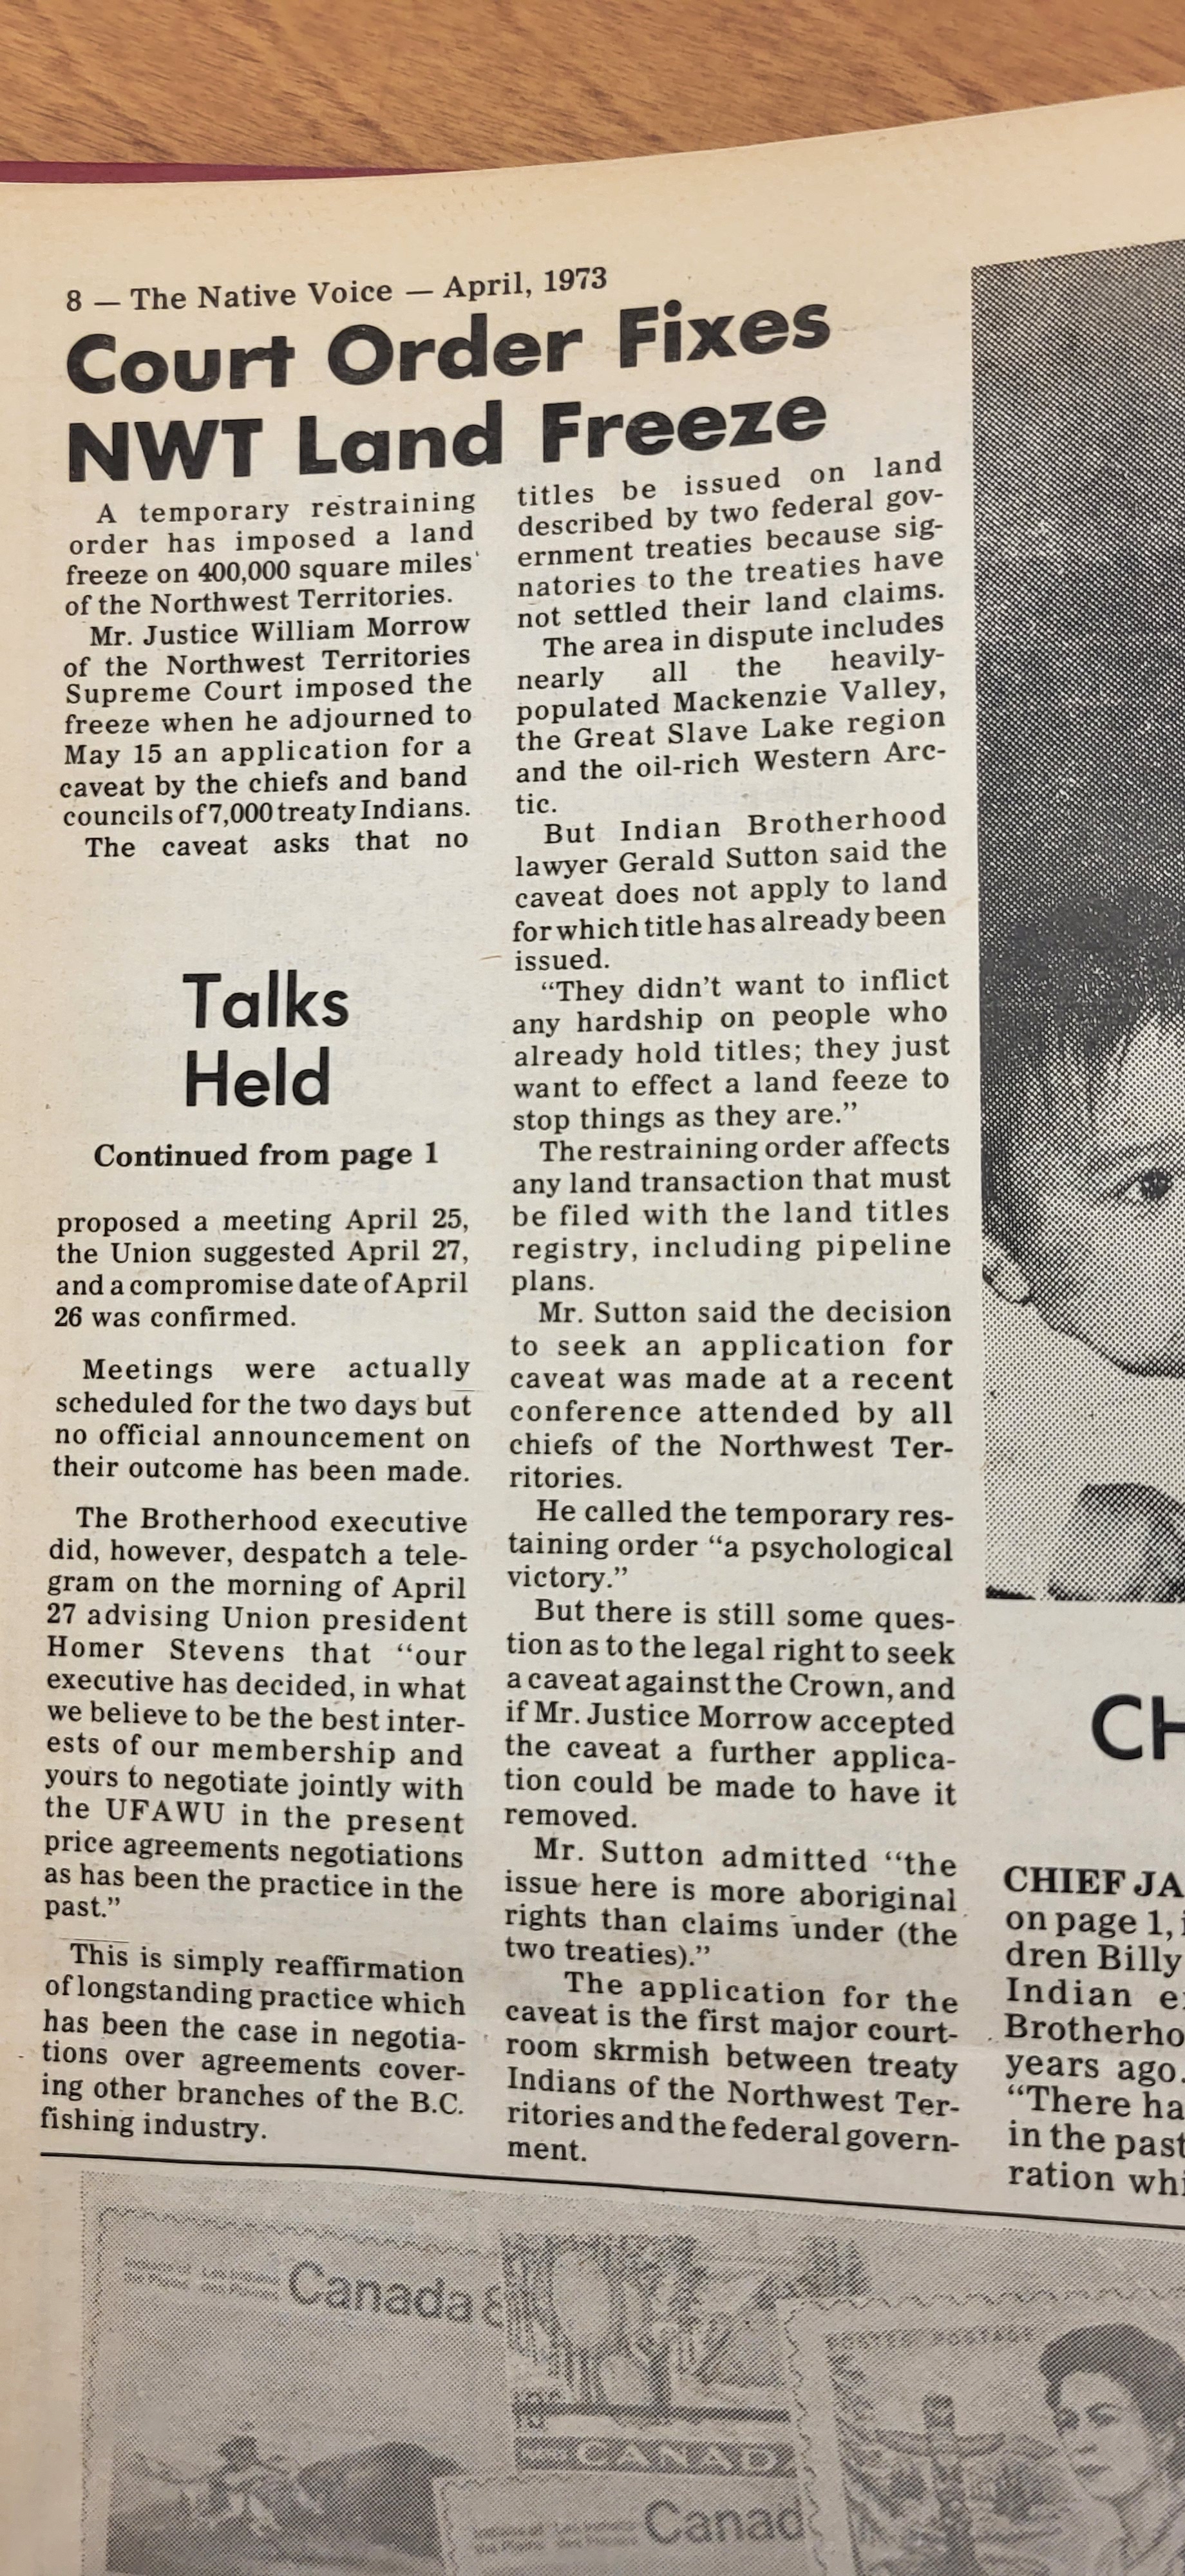 8 — The Native Voice — April, 1973
Court Order Fixes
NWT Land Freeze
A temporary restraining
order has imposed a land
freeze on 400,000 square miles
of the Northwest Territories.
Mr. Justice William Morrow
of the Northwest Territories
Supreme Court imposed the
freeze when he adjourned to
May 15 an application for a
caveat by the chiefs and band
councils of 7,000 treaty Indians.
The caveat asks that no
titles be issued on land
described by two federal gov-
ernment treaties because sig-
natories to the treaties have
not settled their land claims.
The area in dispute includes
nearly all the heavily-
populated Mackenzie Valley,
the Great Slave Lake region
and the oil-rich Western Arc-
tic.
But Indian Brotherhood
lawyer Gerald Sutton said the
caveat does not apply to land
for which title has already been
issued.
“They didn’t want to inflict
any hardship on people who
already hold titles; they just
want to effect a land feeze to
stop things as they are.”
The restraining order affects
any land transaction that must
be filed with the land titles
registry, including pipeline
plans.
Mr. Sutton said the decision
to seek an application for
caveat was made at a recent
conference attended by all
chiefs of the Northwest Ter-
ritories.
He called the temporary res-
taining order “a psychological
victory.”
But there is still some ques-
tion as to the legal right to seek
a caveat against the Crown, and
if Mr. Justice Morrow accepted
the caveat a further applica-
tion could be made to have it
removed.
Mr. Sutton admitted “the
issue here is more aboriginal
rights than claims under (the
two treaties).”
The application for the
caveat is the first major court-
room skrmish between treaty
Indians of the Northwest Ter-
ritories and the federal govern-
ment.
Talks
Held
Continued from page 1
proposed a meeting April 25,
the Union suggested April 27,
and a compromise date of April
26 was confirmed.
Meetings were actually
scheduled for the two days but
no official announcement on
their outcome has been made.
The Brotherhood executive
did, however, despatch a tele-
gram on the morning of April
27 advising Union president
Homer Stevens that “our
executive has decided, in what
we believe to be the best inter-
ests of our membership and
yours to negotiate jointly with
the UFAWU in the present
price agreements negotiations
as has been the practice in the
past.”
This is simply reaffirmation
of longstanding practice which
has been the case in negotia-
tions over agreements cover-
ing other branches of the B.C.
fishing industry.
CH
CHIEF JA
on page 1, i
dren Billy
Indian e
Brotherho
years ago.
“There ha
in the past
ration whi
Canada 8
POSTES POSTAGE
CANAD
Canad